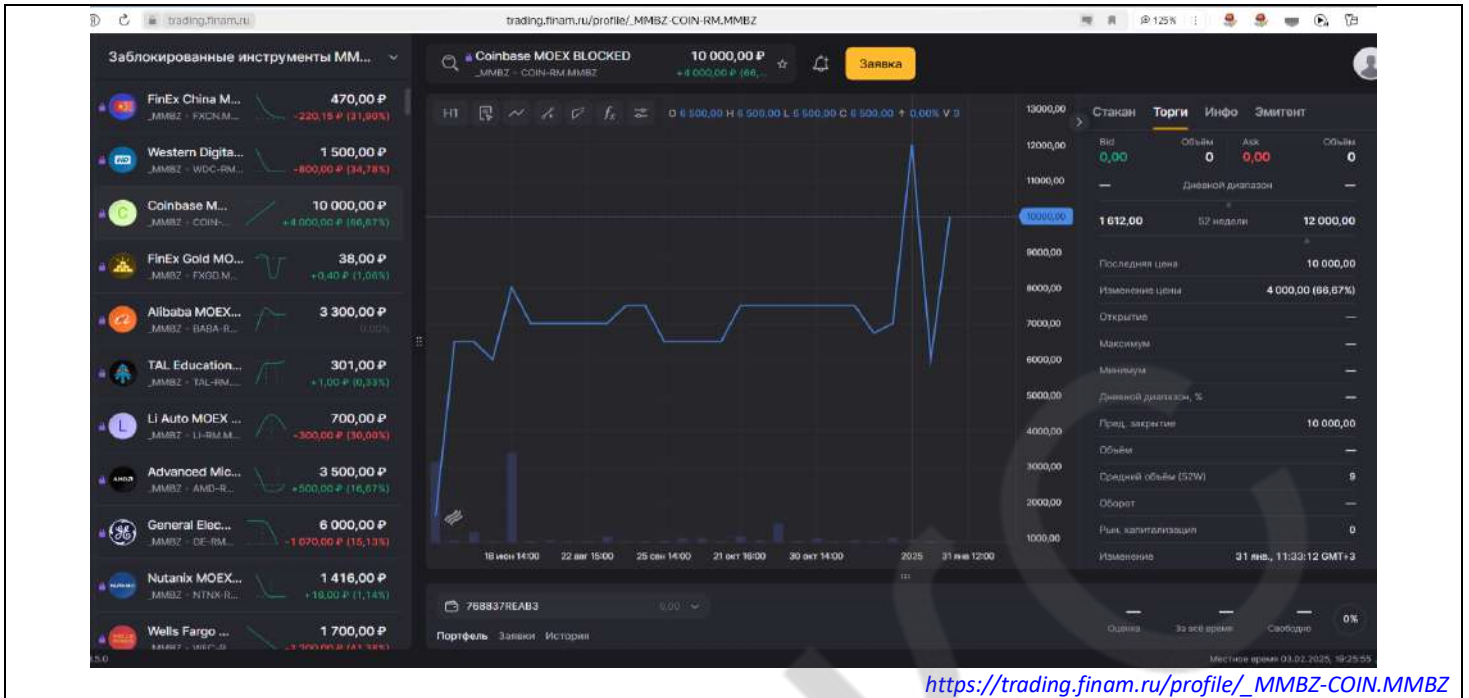 trading.finam.ru
trading.finam.ru/profile/_MMBZ-COIN-RM.MMBZ
125%
Заблокированные инструменты MM...
Coinbase MOEX BLOCKED
10 000,00 ₽
_MMBZ · COIN-RM.MMBZ
+4 000,00 ₽ (66,...
Заявка
FinEx China M...
470,00 ₽
_MMBZ · FXCN.M...
-220,15 ₽ (31,90%)
Western Digita...
1 500,00 ₽
_MMBZ · WDC-RM...
-800,00 ₽ (34,78%)
Coinbase M...
10 000,00 ₽
_MMBZ · COIN-...
+4 000,00 ₽ (66,67%)
FinEx Gold MO...
38,00 ₽
_MMBZ · FXGD.M...
+0,40 ₽ (1,06%)
Alibaba MOEX...
3 300,00 ₽
_MMBZ · BABA-R...
0,00%
TAL Education...
301,00 ₽
_MMBZ · TAL-RM...
+1,00 ₽ (0,33%)
Li Auto MOEX ...
700,00 ₽
_MMBZ · LI-RM.M...
-300,00 ₽ (30,00%)
Advanced Mic...
3 500,00 ₽
_MMBZ · AMD-R...
+500,00 ₽ (16,67%)
General Elec...
6 000,00 ₽
_MMBZ · GE-RM...
-1 070,00 ₽ (15,13%)
Nutanix MOEX...
1 416,00 ₽
_MMBZ · NTNX-R...
+16,00 ₽ (1,14%)
Wells Fargo ...
1 700,00 ₽
H1
O 6 500,00 H 6 500,00 L 6 500,00 C 6 500,00 ↑ 0,00% V 3
13000,00
12000,00
11000,00
10000,00
9000,00
8000,00
7000,00
6000,00
5000,00
4000,00
3000,00
2000,00
1000,00
18 июн 14:00 22 авг 15:00 25 сен 14:00 21 окт 16:00 30 окт 14:00 2025 31 янв 12:00
Стакан Торги Инфо Эмитент
Bid Объём Ask Объём
0,00 0 0,00 0
— Дневной диапазон —
1 612,00 52 недели 12 000,00
Последняя цена 10 000,00
Изменение цены 4 000,00 (66,67%)
Открытие —
Максимум —
Минимум —
Дневной диапазон, % —
Пред. закрытие 10 000,00
Объём —
Средний объём (52W) 9
Оборот —
Рын. капитализация 0
Изменение 31 янв., 11:33:12 GMT+3
768837REAB3 0,00
Портфель Заявки История
— — — 0%
Оценка За всё время Свободно
Местное время 03.02.2025, 19:25:55
https://trading.finam.ru/profile/_MMBZ-COIN.MMBZ